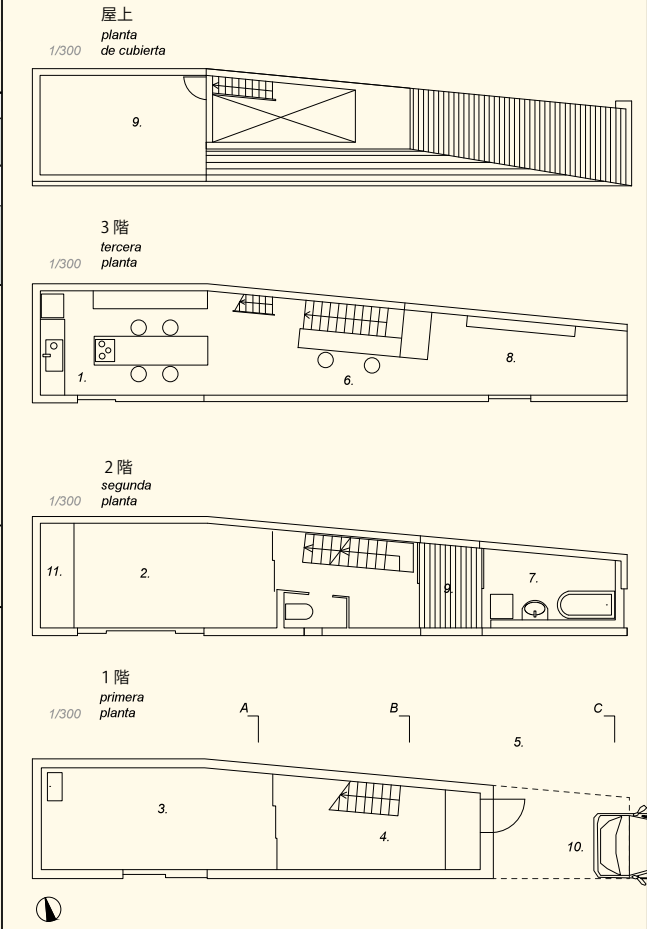 屋上
planta
1/300 de cubierta
9.
3 階
tercera
1/300 planta
1.
6.
8.
2 階
segunda
1/300 planta
11.
2.
9.
7.
1 階
primera
1/300 planta
A B C
5.
3.
4.
10.